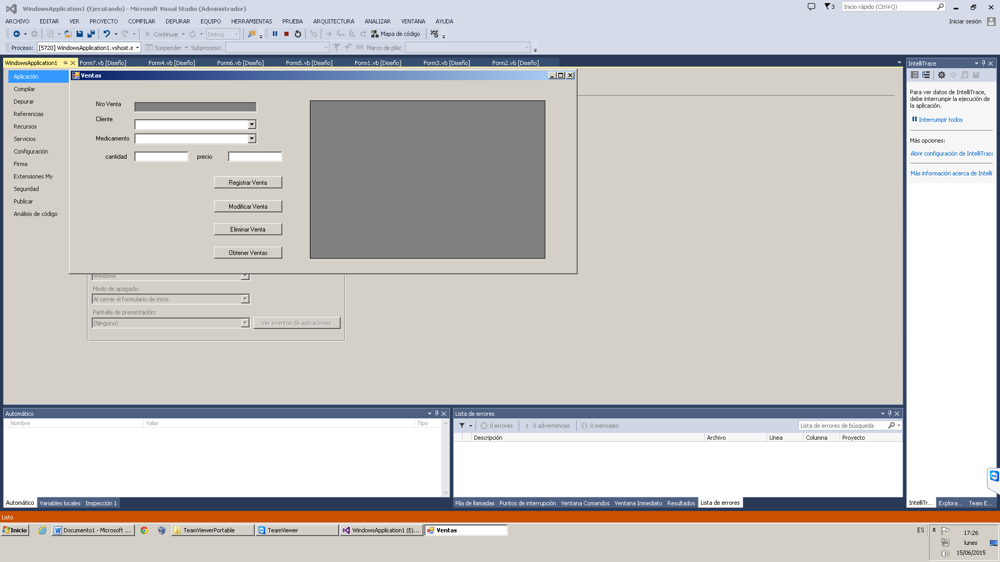 WindowsApplication1 (Ejecutando) - Microsoft Visual Studio (Administrador)
3
Inicio rápido (Ctrl+Q)
ARCHIVO EDITAR VER PROYECTO COMPILAR DEPURAR EQUIPO HERRAMIENTAS PRUEBA ARQUITECTURA ANALIZAR VENTANA AYUDA
Iniciar sesión
Continuar Debug Mapa de código
Proceso: [5720] WindowsApplication1.vshost.e Suspender Subproceso: Marco de pila:
WindowsApplication1 Form7.vb [Diseño] Form4.vb [Diseño] Form6.vb [Diseño] Form5.vb [Diseño] Form1.vb [Diseño] Form3.vb [Diseño] Form2.vb [Diseño]
Aplicación
Compilar
Depurar
Referencias
Recursos
Servicios
Configuración
Firma
Extensiones My
Seguridad
Publicar
Análisis de código
Ventas
Nro Venta
Cliente
Medicamento
cantidad precio
Registrar Venta
Modificar Venta
Eliminar Venta
Obtener Ventas
Windows
Modo de apagado:
Al cerrar el formulario de inicio
Pantalla de presentación:
(Ninguno) Ver eventos de aplicaciones
IntelliTrace
Para ver datos de IntelliTrace,
debe interrumpir la ejecución de
la aplicación.
Interrumpir todos
Más opciones:
Abrir configuración de IntelliTrace
Más información acerca de Intelli
Automático
Nombre Valor Tipo
Automático Variables locales Inspección 1
Lista de errores
0 errores 0 advertencias 0 mensajes
Lista de errores de búsqueda
Descripción Archivo Línea Columna Proyecto
Pila de llamadas Puntos de interrupción Ventana Comandos Ventana Inmediato Resultados Lista de errores
IntelliTr... Explora... Team E...
Listo
Inicio Documento1 - Microsoft ... TeamViewerPortable TeamViewer WindowsApplication1 (Ej... Ventas
ES
17:26
lunes
15/06/2015